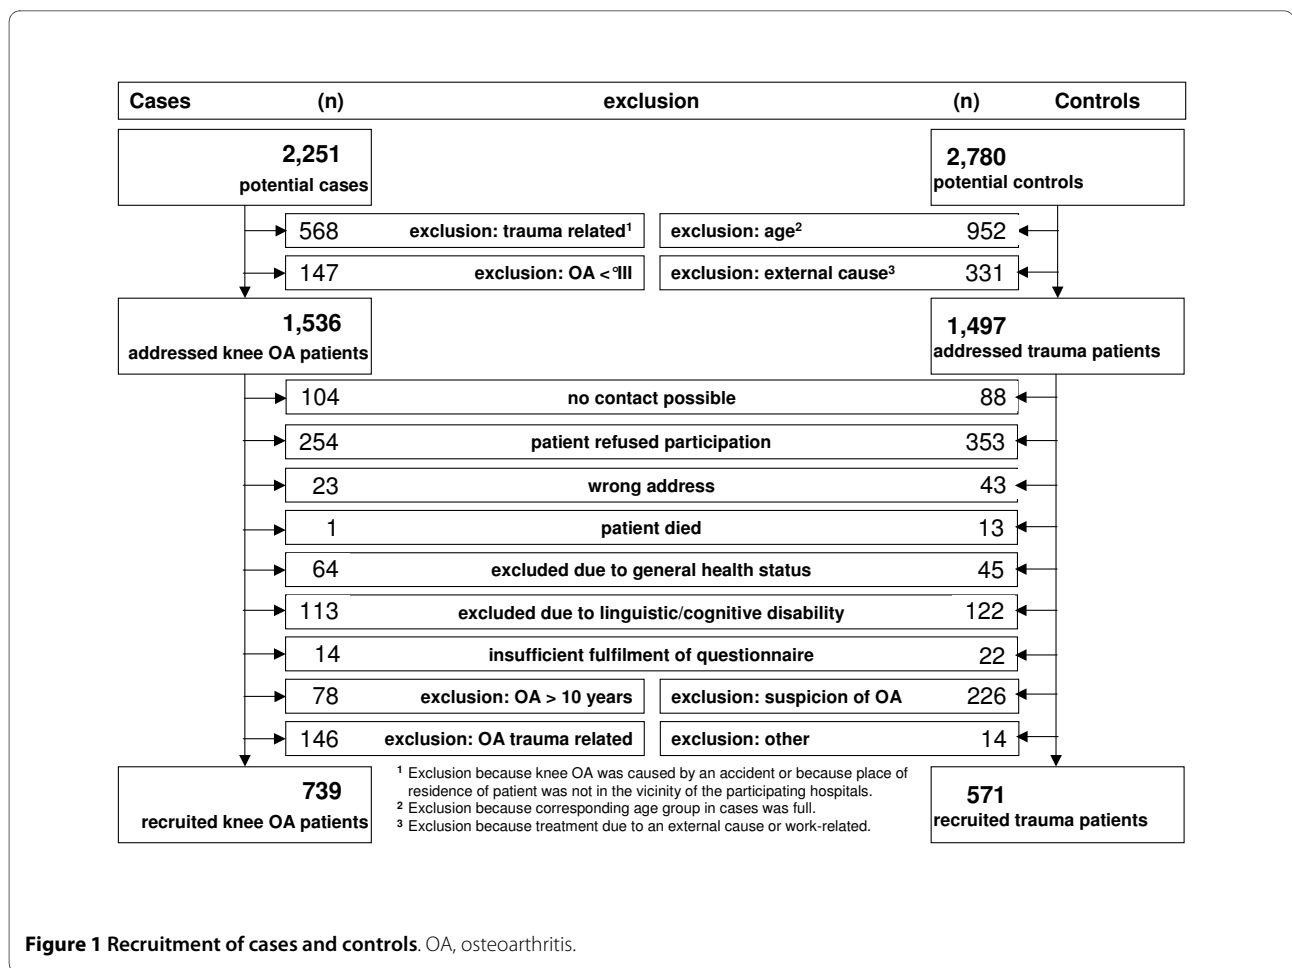 Cases (n) exclusion (n) Controls
2,251 2,780
potential cases potential controls
568 exclusion: trauma related¹ exclusion: age² 952
147 exclusion: OA <°III exclusion: external cause³ 331
1,536 1,497
addressed knee OA patients addressed trauma patients
104 no contact possible 88
254 patient refused participation 353
23 wrong address 43
1 patient died 13
64 excluded due to general health status 45
113 excluded due to linguistic/cognitive disability 122
14 insufficient fulfilment of questionnaire 22
78 exclusion: OA > 10 years exclusion: suspicion of OA 226
146 exclusion: OA trauma related exclusion: other 14
739 571
recruited knee OA patients recruited trauma patients
¹ Exclusion because knee OA was caused by an accident or because place of
residence of patient was not in the vicinity of the participating hospitals.
² Exclusion because corresponding age group in cases was full.
³ Exclusion because treatment due to an external cause or work-related.
Figure 1 Recruitment of cases and controls. OA, osteoarthritis.